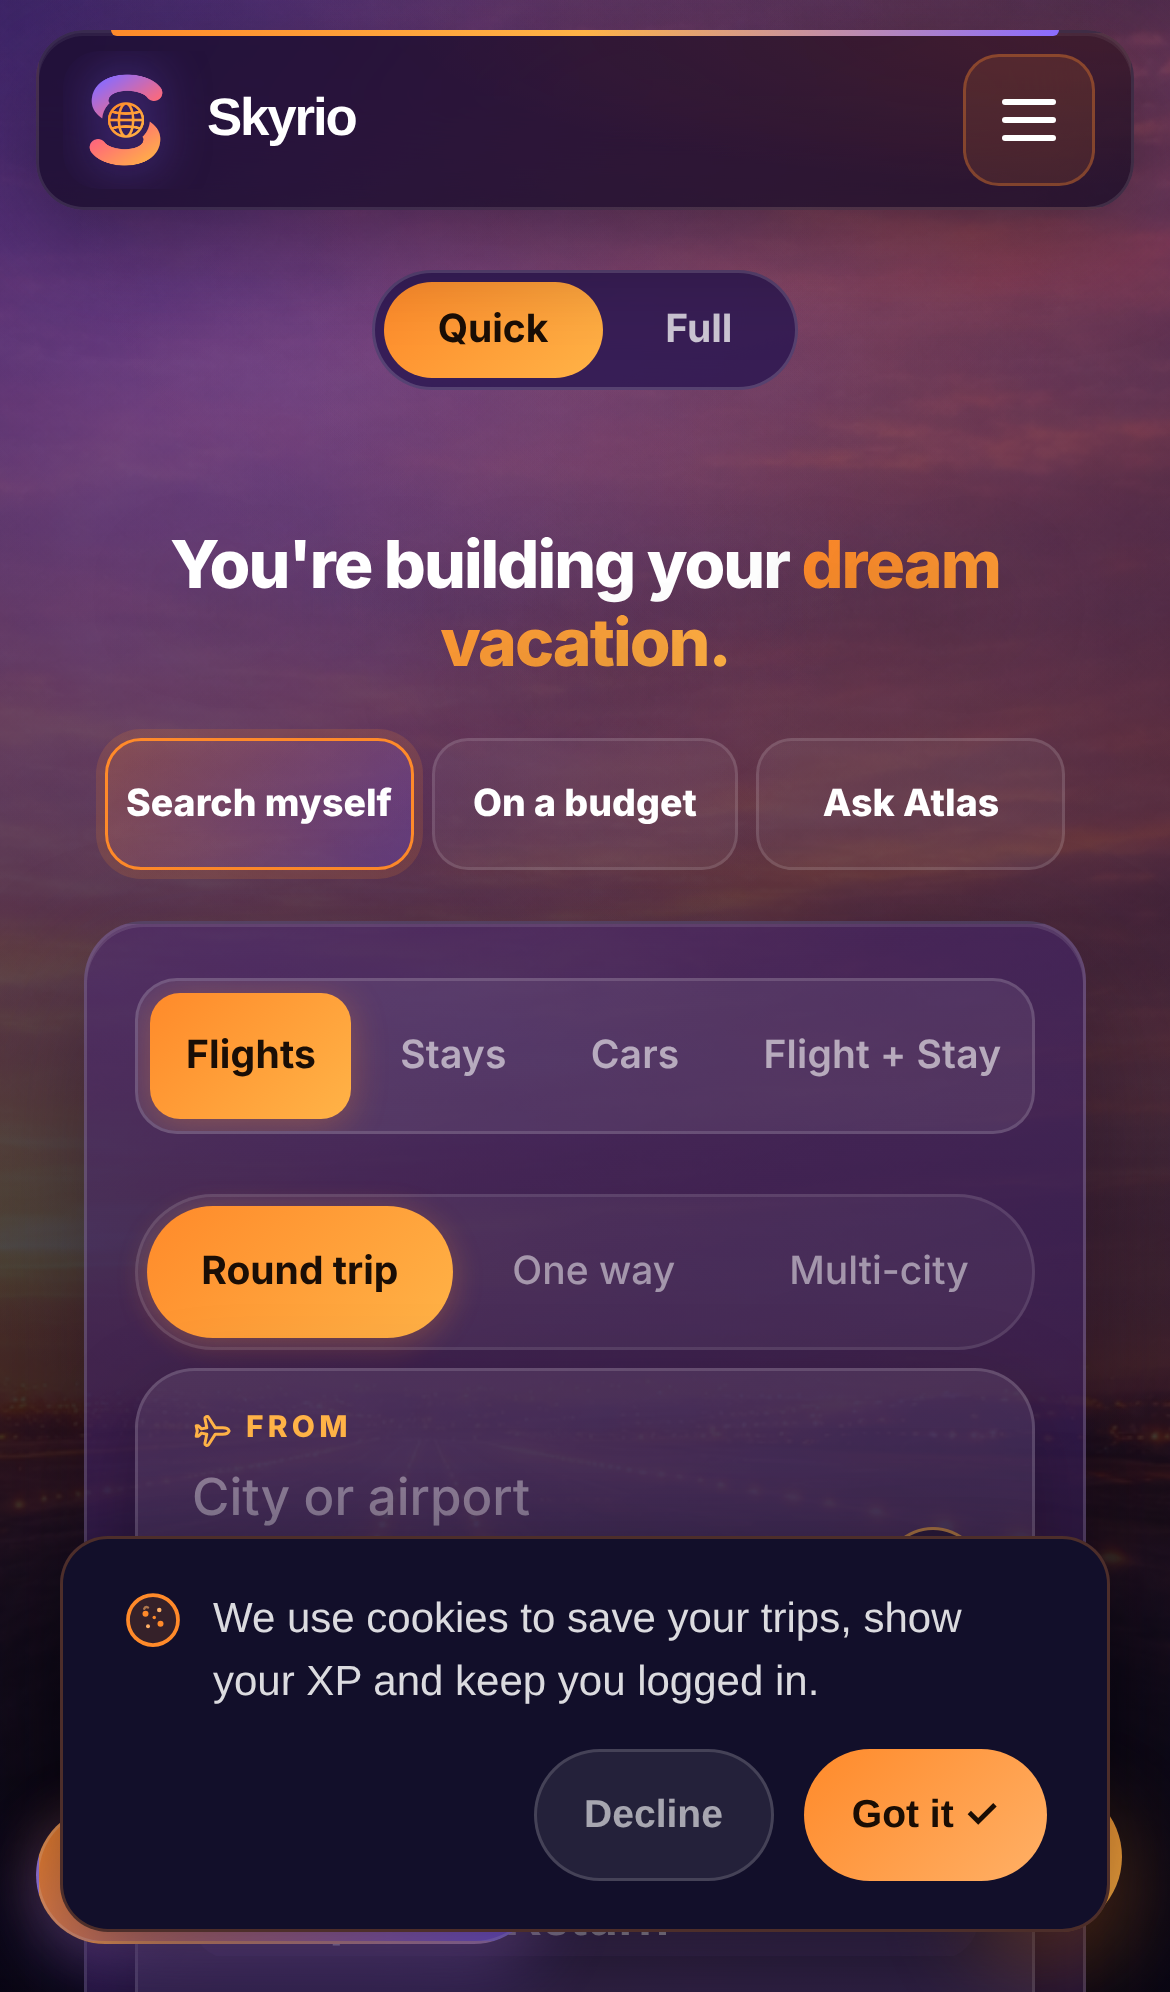 Skyrio
Quick Full
You're building your dream
vacation.
Search myself On a budget Ask Atlas
Flights Stays Cars Flight + Stay
Round trip One way Multi-city
FROM
City or airport
We use cookies to save your trips, show
your XP and keep you logged in.
Decline Got it ✓